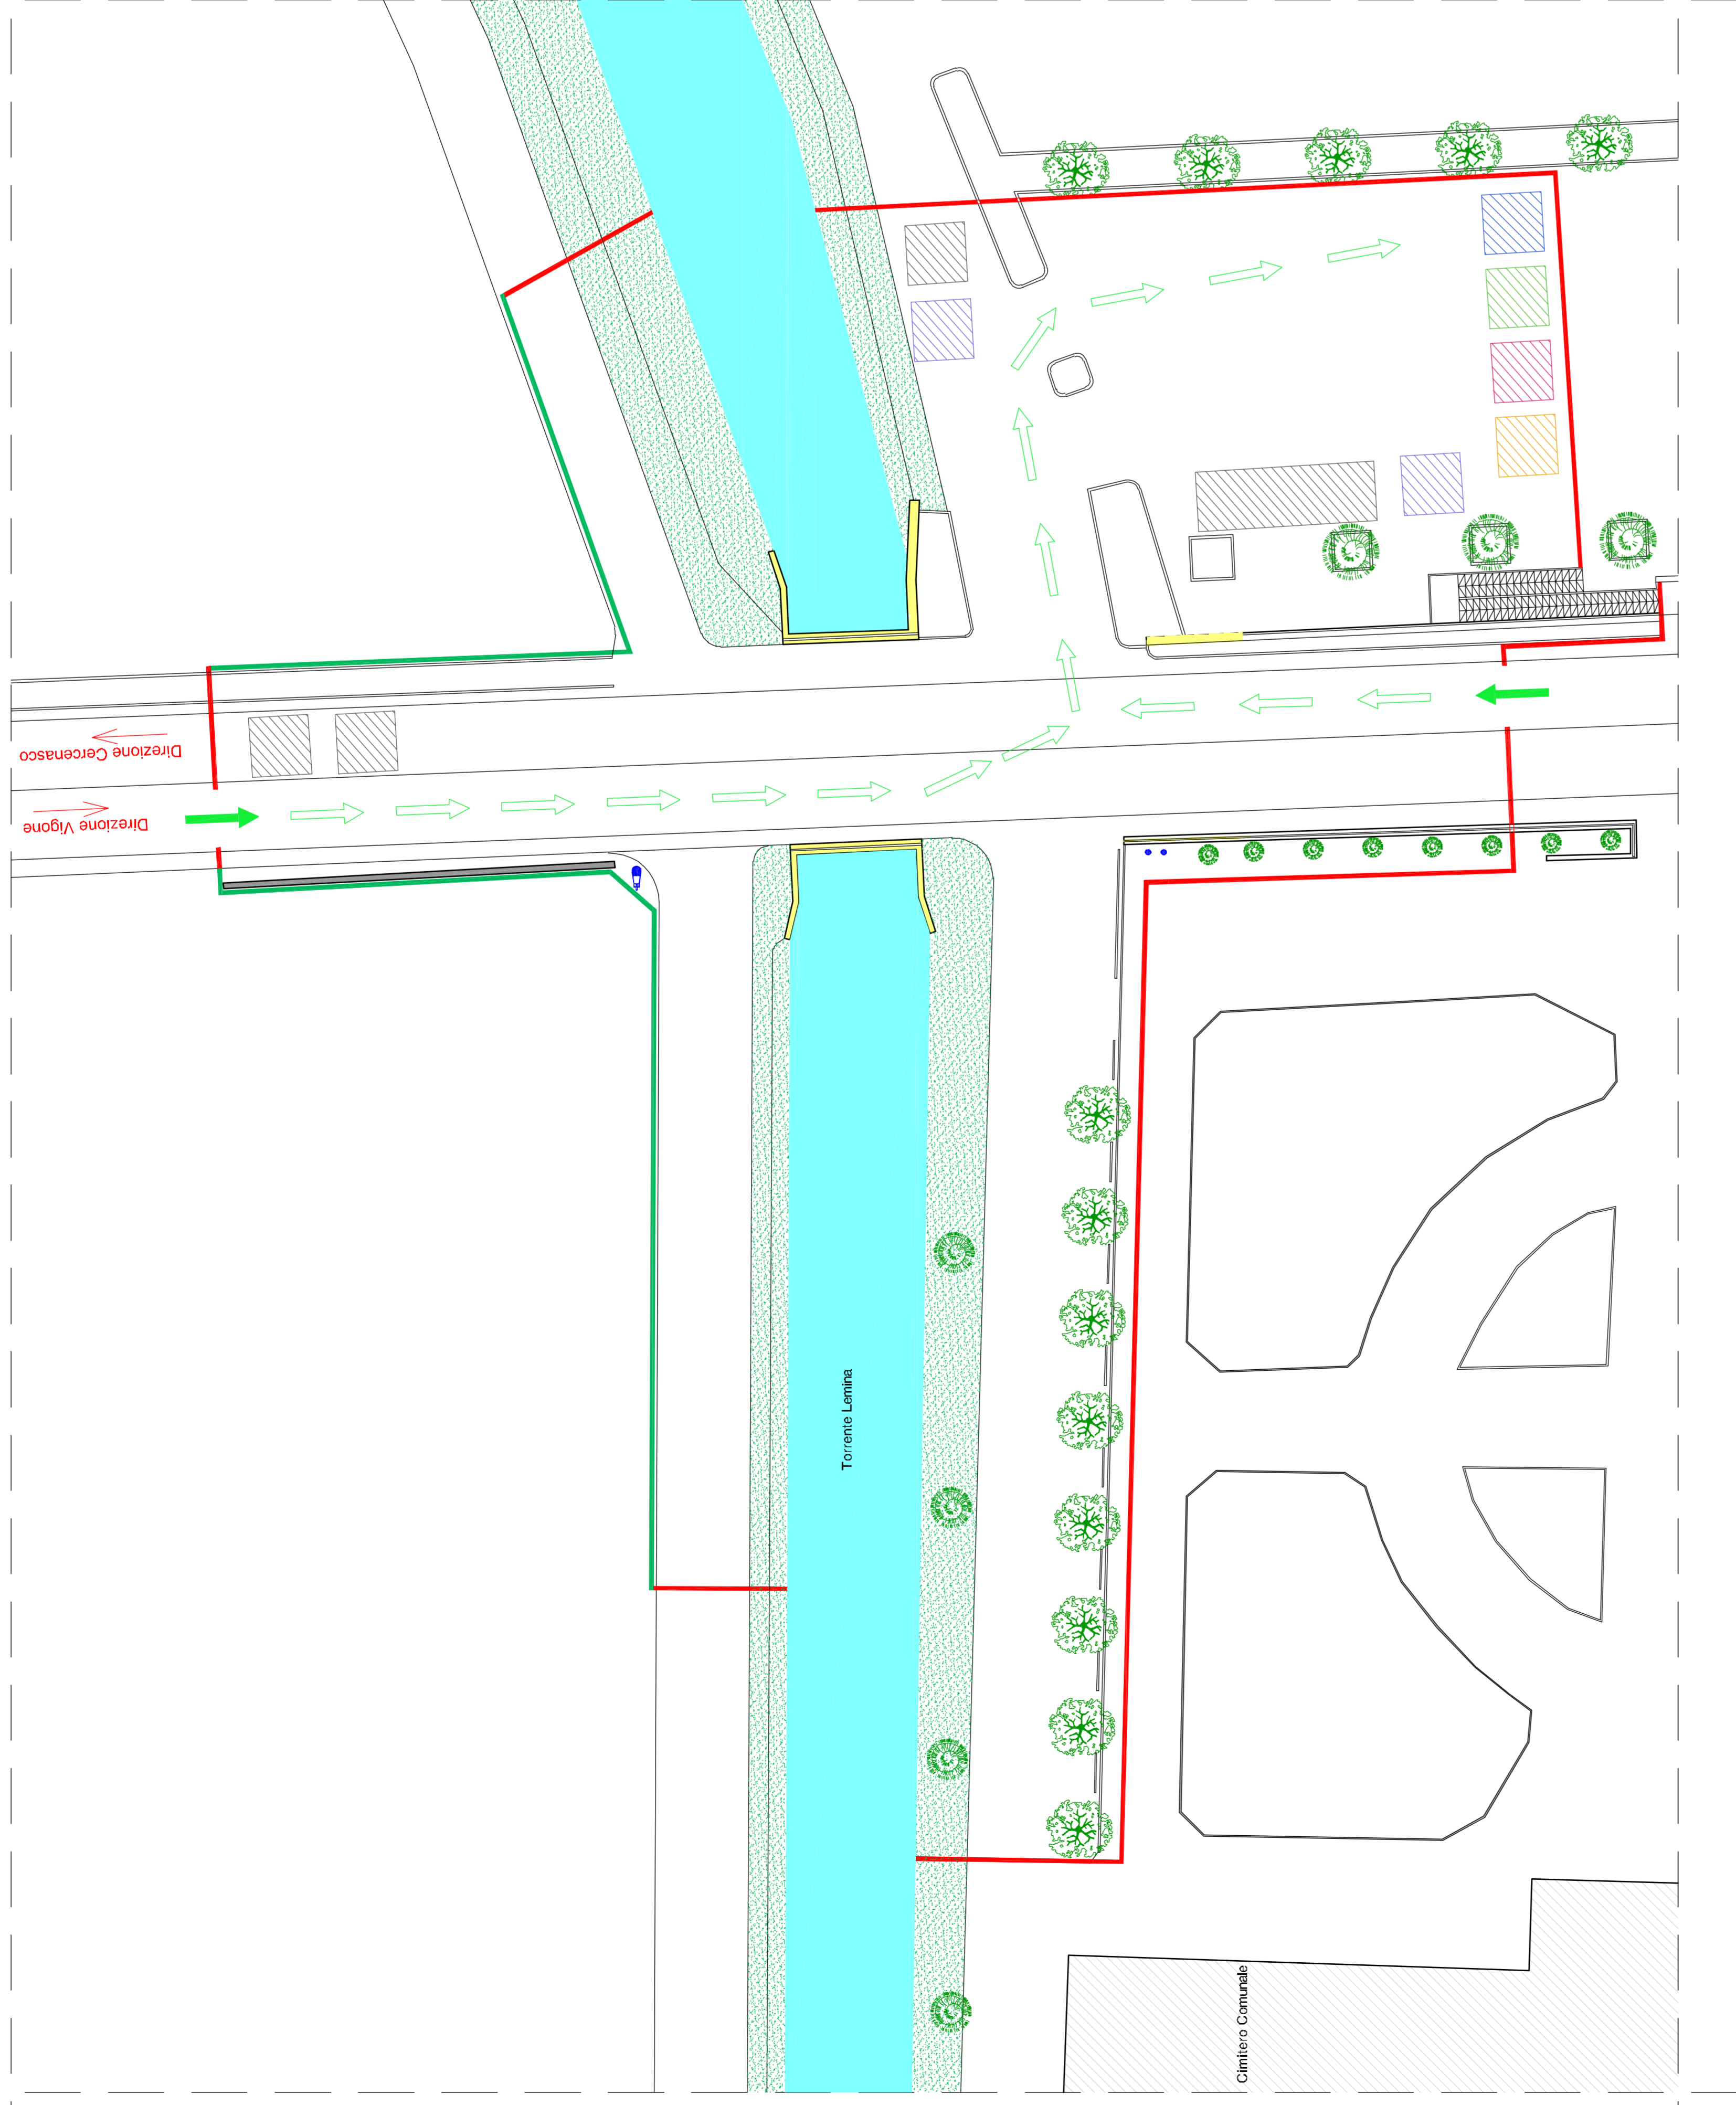 Direzione Cercenasco
Direzione Vigone
Torrente Lemina
Cimitero Comunale